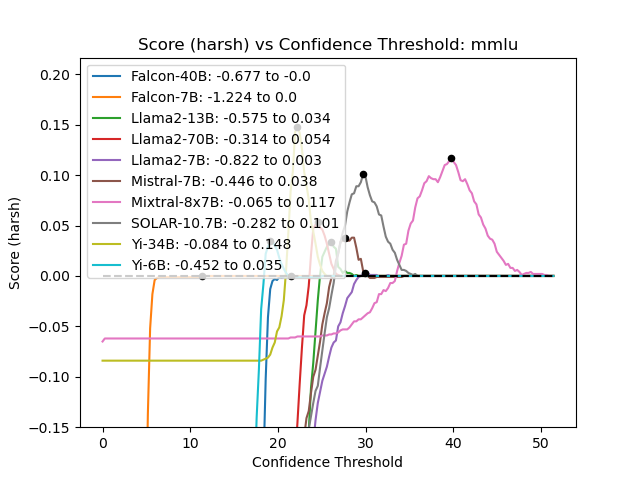 Score (harsh) vs Confidence Threshold: mmlu
0.20
0.15
0.10
0.05
0.00
−0.05
−0.10
−0.15
Score (harsh)
Falcon-40B: -0.677 to -0.0
Falcon-7B: -1.224 to 0.0
Llama2-13B: -0.575 to 0.034
Llama2-70B: -0.314 to 0.054
Llama2-7B: -0.822 to 0.003
Mistral-7B: -0.446 to 0.038
Mixtral-8x7B: -0.065 to 0.117
SOLAR-10.7B: -0.282 to 0.101
Yi-34B: -0.084 to 0.148
Yi-6B: -0.452 to 0.035
0 10 20 30 40 50
Confidence Threshold